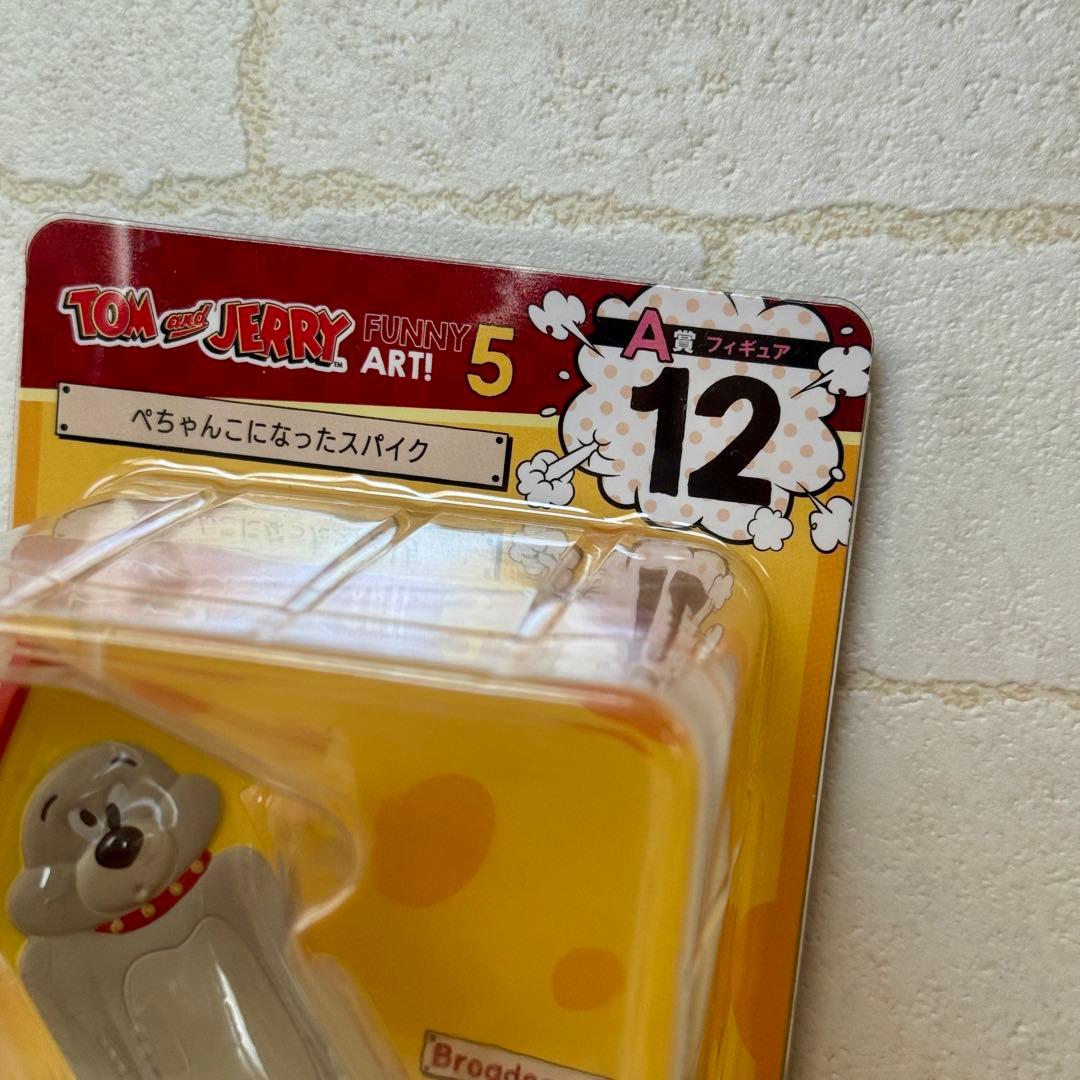 TOM and JERRY™ FUNNY ART! 5
A賞 フィギュア
12
ぺちゃんこになったスパイク